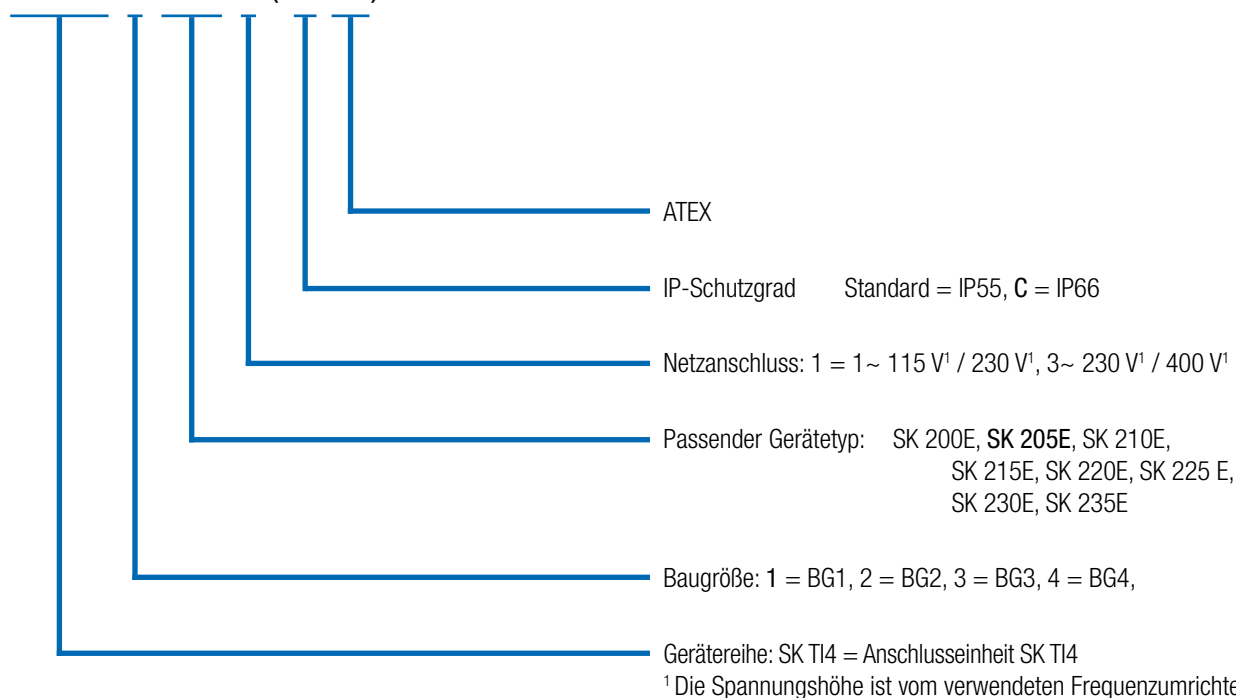 ATEX
IP-Schutzgrad Standard = IP55, C = IP66
Netzanschluss: 1 = 1~ 115 V¹ / 230 V¹, 3~ 230 V¹ / 400 V¹
Passender Gerätetyp: SK 200E, SK 205E, SK 210E,
SK 215E, SK 220E, SK 225 E,
SK 230E, SK 235E
Baugröße: 1 = BG1, 2 = BG2, 3 = BG3, 4 = BG4,
Gerätereihe: SK TI4 = Anschlusseinheit SK TI4
¹ Die Spannungshöhe ist vom verwendeten